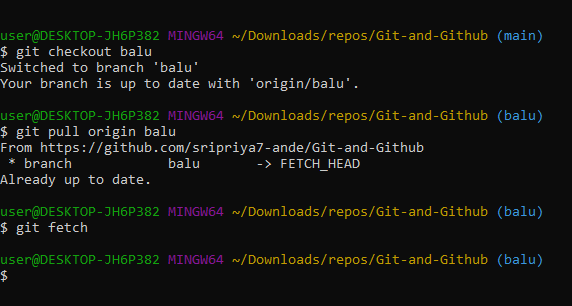 user@DESKTOP-JH6P382 MINGW64 ~/Downloads/repos/Git-and-Github (main)
$ git checkout balu
Switched to branch 'balu'
Your branch is up to date with 'origin/balu'.
user@DESKTOP-JH6P382 MINGW64 ~/Downloads/repos/Git-and-Github (balu)
$ git pull origin balu
From https://github.com/sripriya7-ande/Git-and-Github
 * branch            balu       -> FETCH_HEAD
Already up to date.
user@DESKTOP-JH6P382 MINGW64 ~/Downloads/repos/Git-and-Github (balu)
$ git fetch
user@DESKTOP-JH6P382 MINGW64 ~/Downloads/repos/Git-and-Github (balu)
$